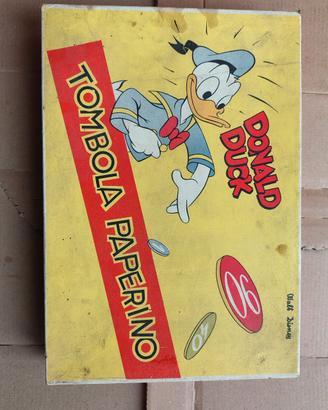 DONALD
DUCK
TOMBOLA PAPERINO
90
Walt Disney